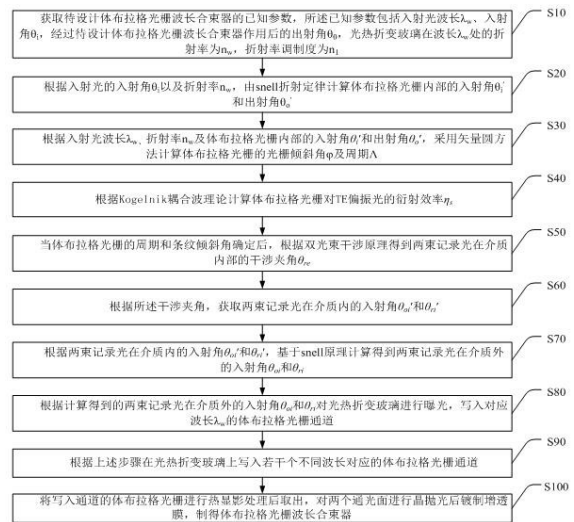 获取待设计体布拉格光栅波长合束器的已知参数，所述已知参数包括入射光波长λw、入射
角θi，经过待设计体布拉格光栅波长合束器作用后的出射角θ0，光热折变玻璃在波长λw处的折
射率为nw，折射率调制度为n1
S10
根据入射光的入射角θi以及折射率nw，由snell折射定律计算体布拉格光栅内部的入射角θi'
和出射角θo'
S20
根据入射光波长λw、折射率nw及体布拉格光栅内部的入射角θi'和出射角θo'，采用矢量圆方
法计算体布拉格光栅的光栅倾斜角φ及周期Λ
S30
根据Kogelnik耦合波理论计算体布拉格光栅对TE偏振光的衍射效率ηs
S40
当体布拉格光栅的周期和条纹倾斜角确定后，根据双光束干涉原理得到两束记录光在介质
内部的干涉夹角θre
S50
根据所述干涉夹角，获取两束记录光在介质内的入射角θoi'和θri'
S60
根据两束记录光在介质内的入射角θoi'和θri'，基于snell原理计算得到两束记录光在介质外
的入射角θoi和θri
S70
根据计算得到的两束记录光在介质外的入射角θoi和θri对光热折变玻璃进行曝光，写入对应
波长λw的体布拉格光栅通道
S80
根据上述步骤在光热折变玻璃上写入若干个不同波长对应的体布拉格光栅通道
S90
将写入通道的体布拉格光栅进行热显影处理后取出，对两个通光面进行晶抛光后镀制增透
膜，制得体布拉格光栅波长合束器
S100